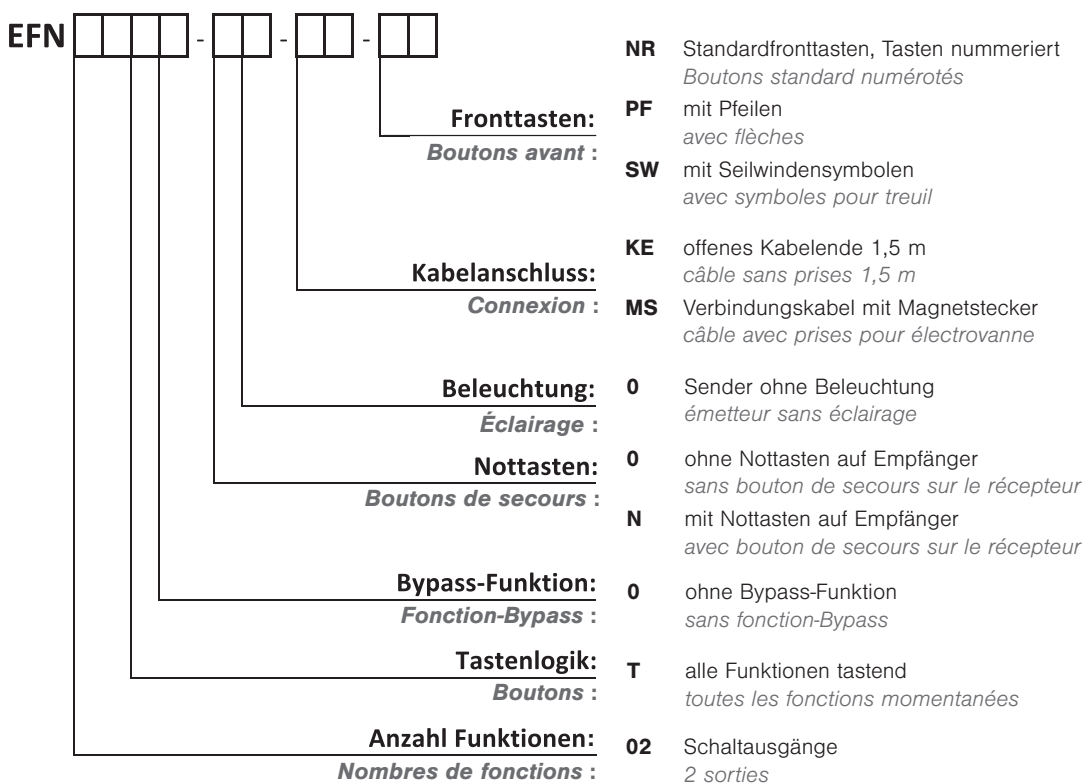 EFN - - -
NR Standardfronttasten, Tasten nummeriert
Boutons standard numérotés
Fronttasten: PF mit Pfeilen
Boutons avant : avec flèches
SW mit Seilwindensymbolen
avec symboles pour treuil
KE offenes Kabelende 1,5 m
Kabelanschluss: câble sans prises 1,5 m
Connexion : MS Verbindungskabel mit Magnetstecker
câble avec prises pour électrovanne
Beleuchtung: 0 Sender ohne Beleuchtung
Éclairage : émetteur sans éclairage
Nottasten: 0 ohne Nottasten auf Empfänger
Boutons de secours : sans bouton de secours sur le récepteur
N mit Nottasten auf Empfänger
avec bouton de secours sur le récepteur
Bypass-Funktion: 0 ohne Bypass-Funktion
Fonction-Bypass : sans fonction-Bypass
Tastenlogik: T alle Funktionen tastend
Boutons : toutes les fonctions momentanées
Anzahl Funktionen: 02 Schaltausgänge
Nombres de fonctions : 2 sorties